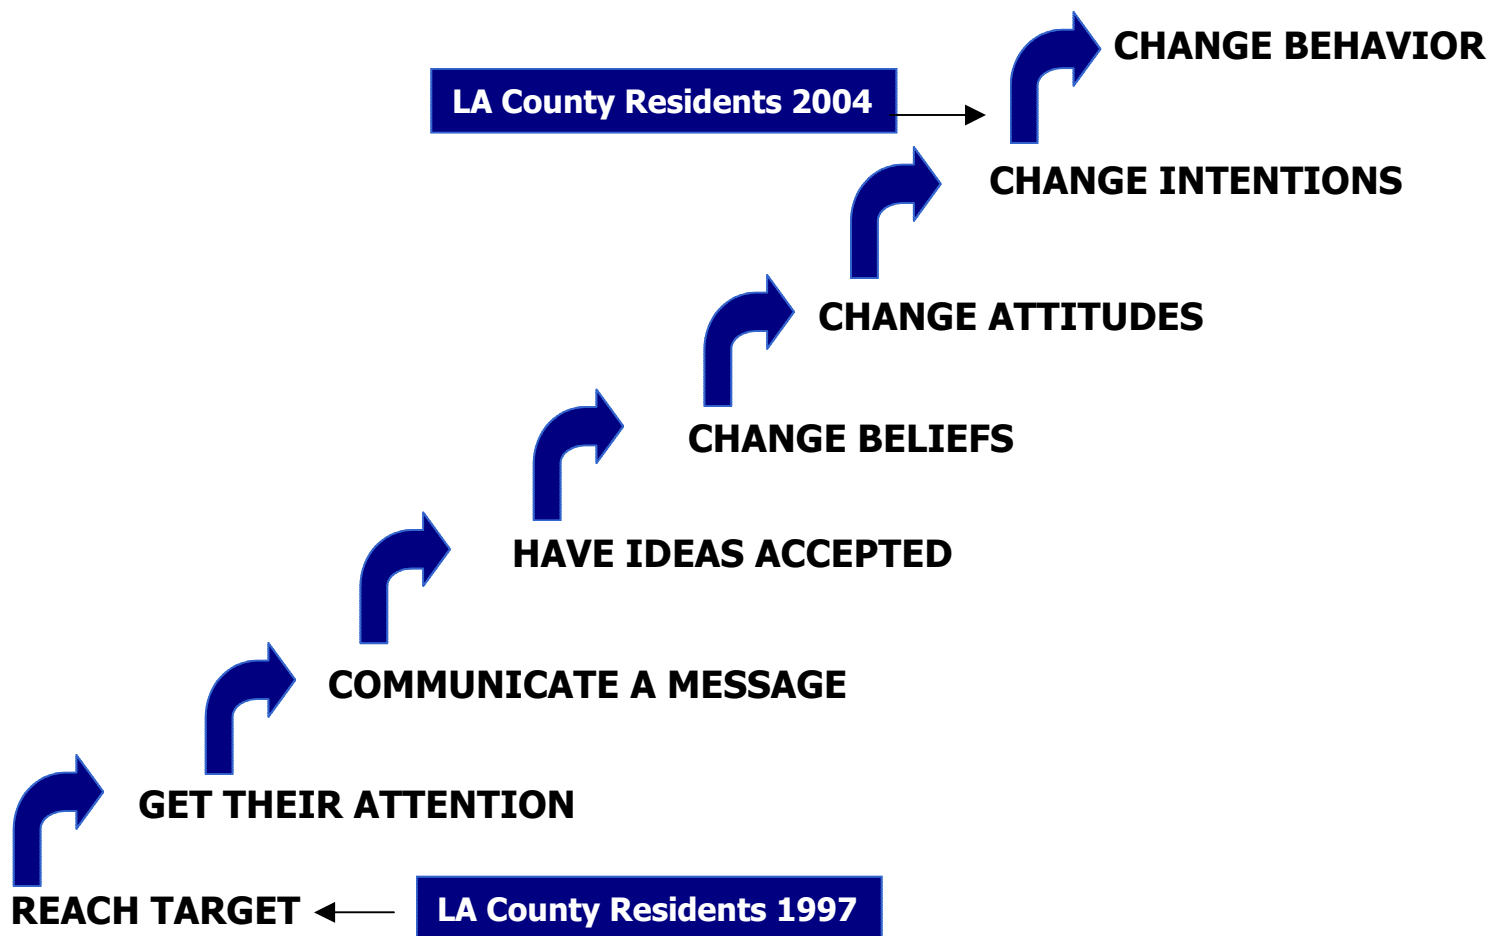 CHANGE BEHAVIOR
LA County Residents 2004
CHANGE INTENTIONS
CHANGE ATTITUDES
CHANGE BELIEFS
HAVE IDEAS ACCEPTED
COMMUNICATE A MESSAGE
GET THEIR ATTENTION
REACH TARGET
LA County Residents 1997